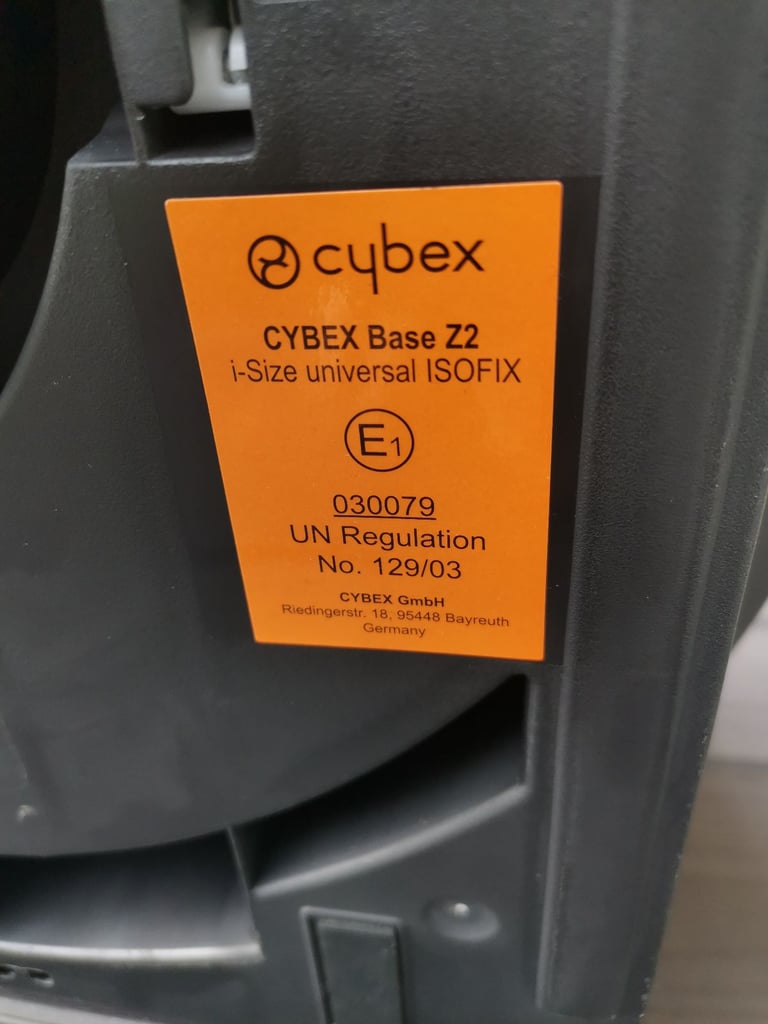 cybex
CYBEX Base Z2
i-Size universal ISOFIX
E1
030079
UN Regulation
No. 129/03
CYBEX GmbH
Riedingerstr. 18, 95448 Bayreuth
Germany